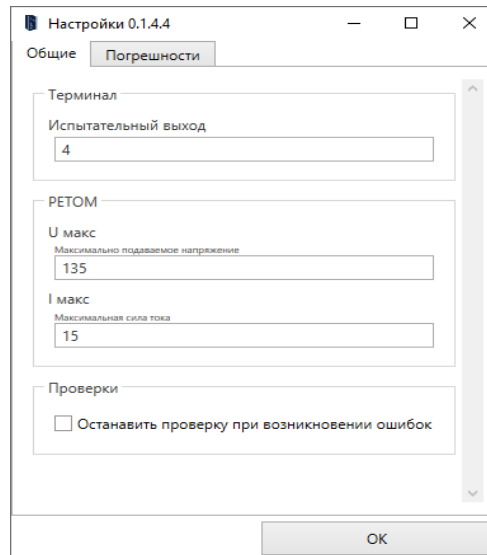 Настройки 0.1.4.4
Общие Погрешности
Терминал
Испытательный выход
4
РЕТОМ
U макс
Максимально подаваемое напряжение
135
I макс
Максимальная сила тока
15
Проверки
Останавить проверку при возникновении ошибок
ОК